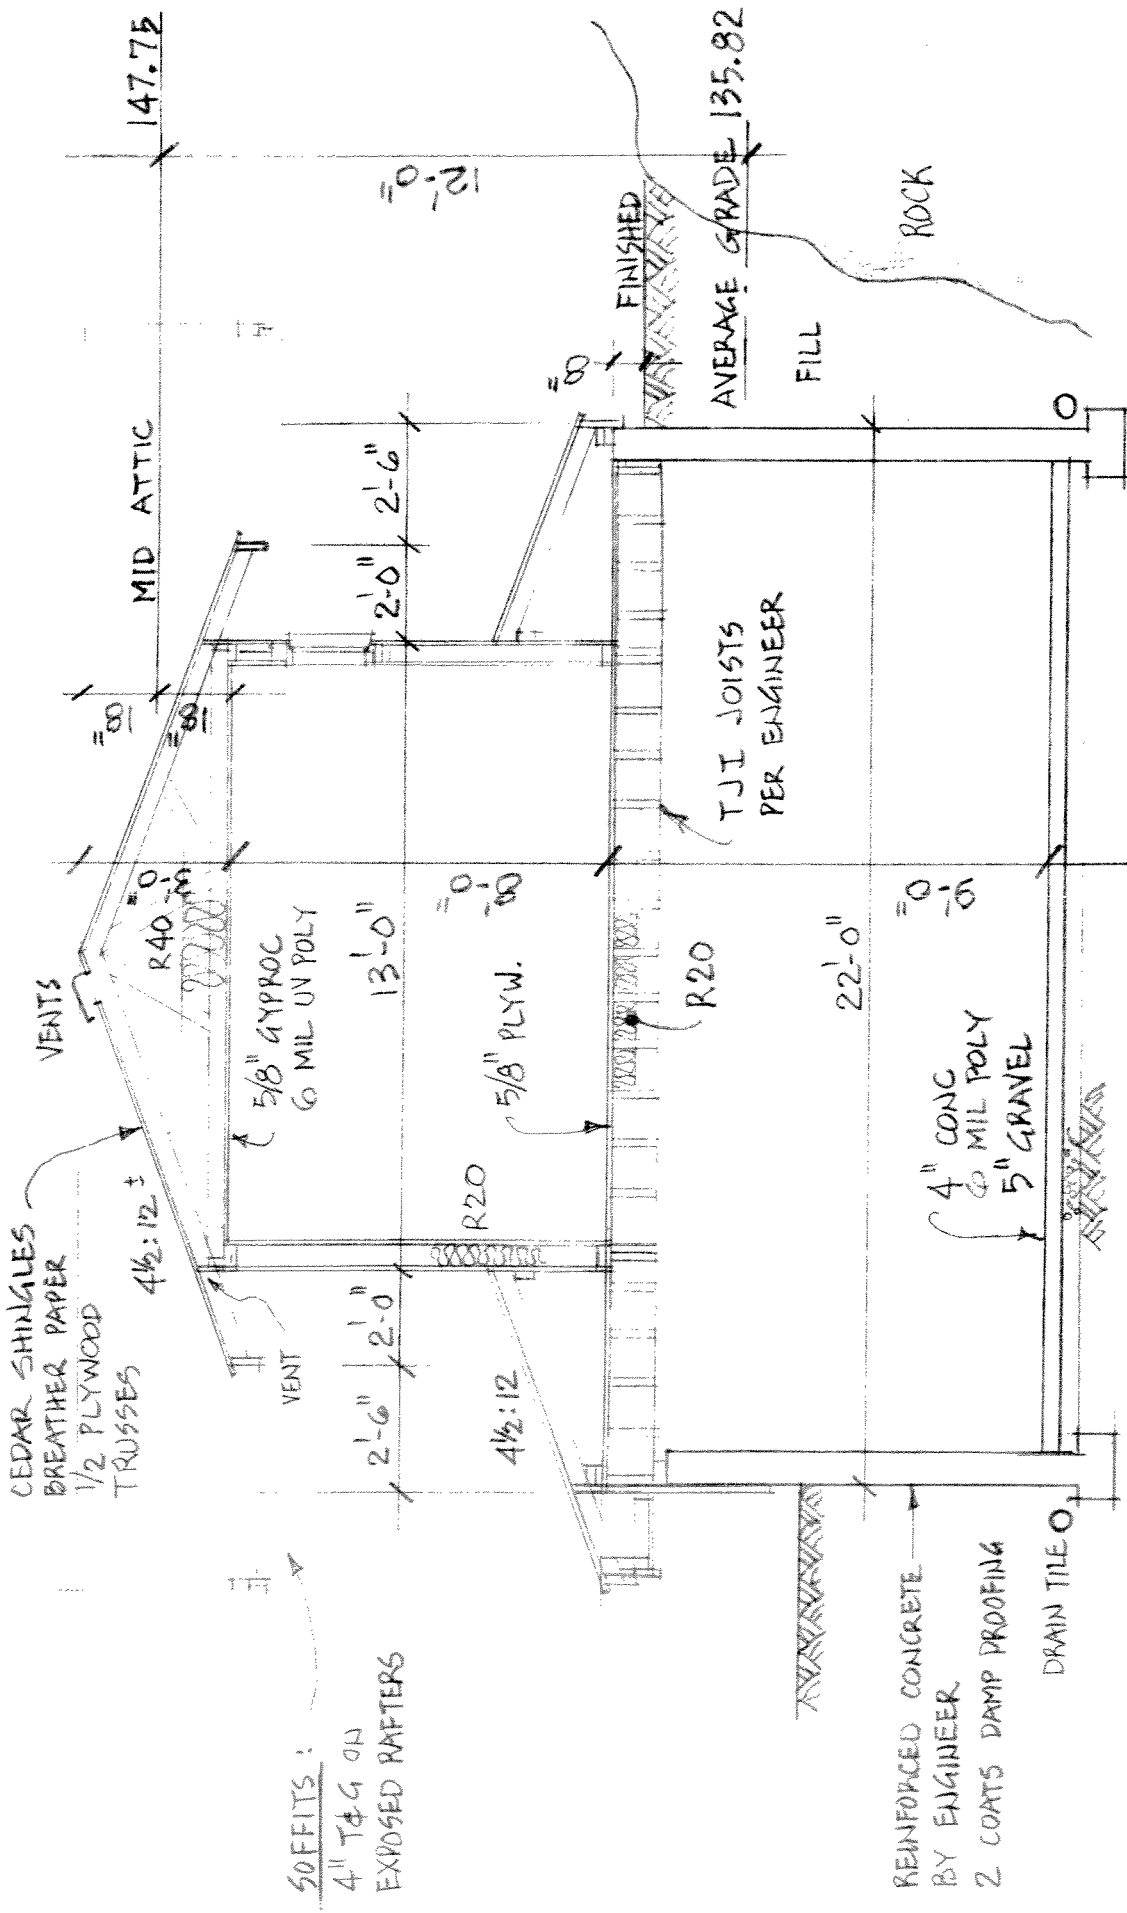 CEDAR SHINGLES
BREATHER PAPER
1/2 PLYWOOD
TRUSSES
VENTS
MID ATTIC
147.75
4½:12 ±
R40
3'-0"
18"
18"
12'-0"
VENT
5/8" GYPROC
6 MIL UV POLY
SOFFITS :
4" T&G ON
EXPOSED RAFTERS
2'-6"
2'-0"
13'-0"
2'-0"
2'-6"
R20
8'-0"
4½:12
5/8" PLYW.
8"
FINISHED
AVERAGE GRADE 135.82
R20
TJI JOISTS
PER ENGINEER
FILL
ROCK
22'-0"
9'-0"
REINFORCED CONCRETE
BY ENGINEER
2 COATS DAMP PROOFING
4" CONC
6 MIL POLY
5" GRAVEL
DRAIN TILE